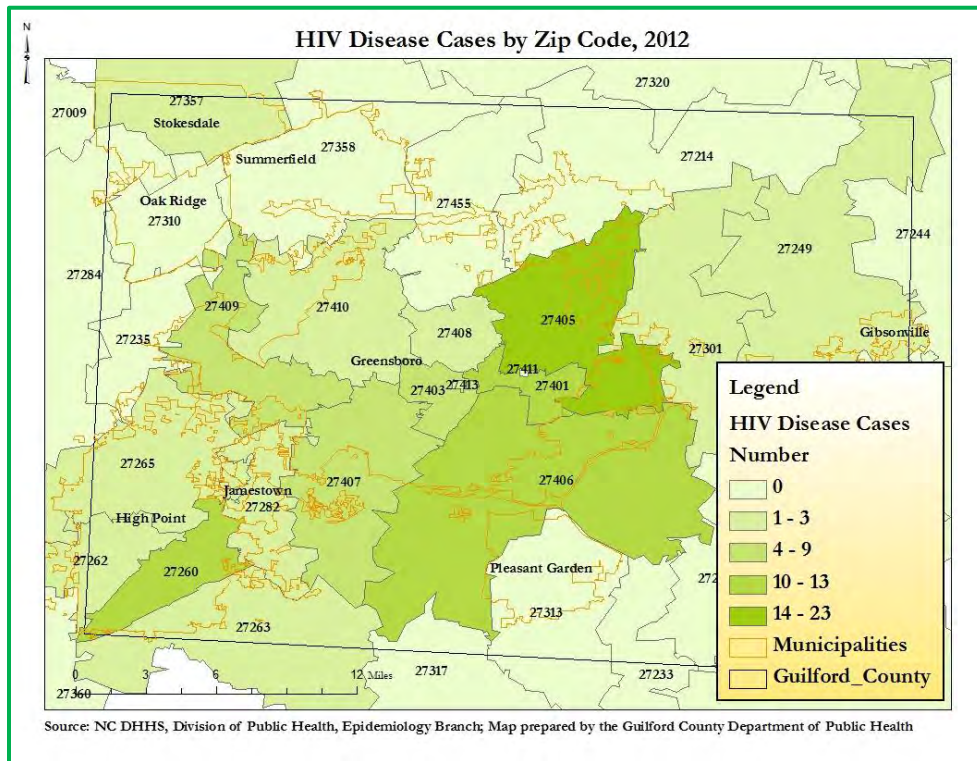 HIV Disease Cases by Zip Code, 2012
N
S
27320
27009
27357
Stokesdale
27358
Summerfield
27214
Oak Ridge
27310
27455
27249
27244
27284
27409
27410
27405
27408
27235
27301
Gibsonville
Greensboro
27411
27403
27413
27401
27265
27407
27406
Jamestown
27282
High Point
27262
27260
Pleasant Garden
27313
27263
27317
27233
27360
0 3 6 12 Miles
Legend
HIV Disease Cases
Number
0
1 - 3
4 - 9
10 - 13
14 - 23
Municipalities
Guilford_County
Source: NC DHHS, Division of Public Health, Epidemiology Branch; Map prepared by the Guilford County Department of Public Health